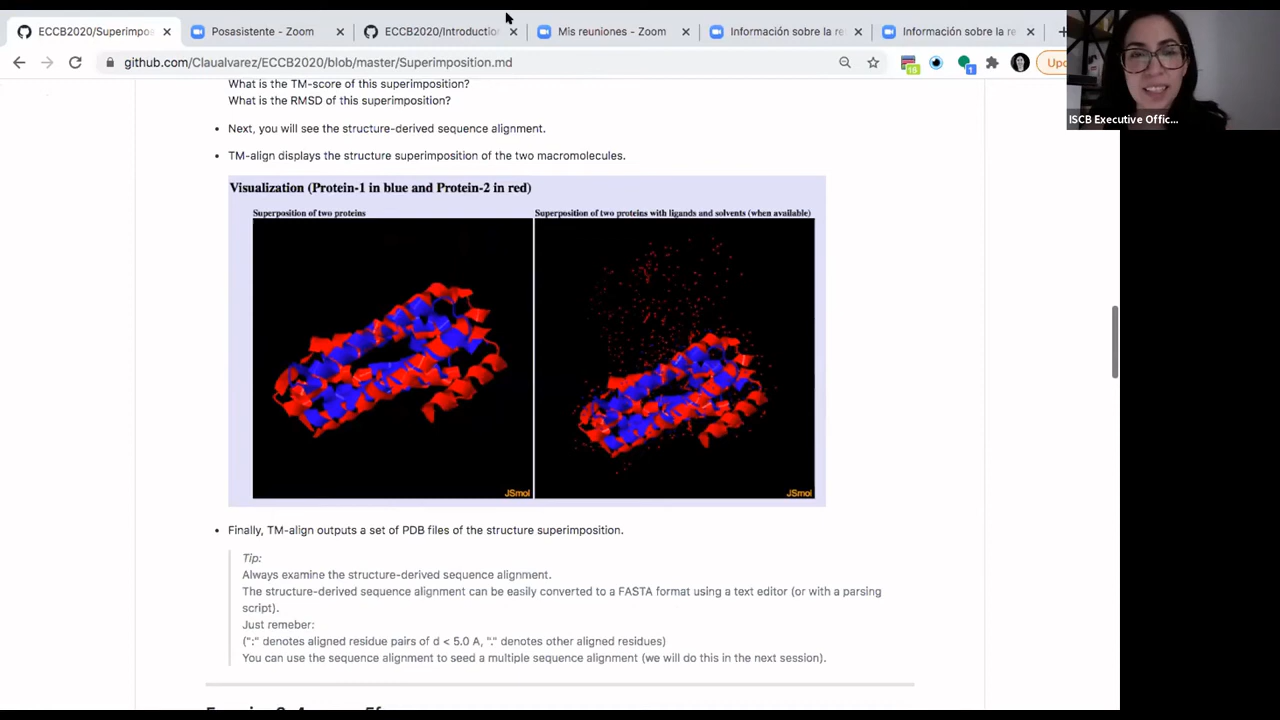 ECCB2020/Superimpos
Posasistente - Zoom
ECCB2020/Introduction
Mis reuniones - Zoom
Información sobre la re
Información sobre la re
github.com/Claualvarez/ECCB2020/blob/master/Superimposition.md
18
1
Upd
ISCB Executive Offic...
What is the TM-score of this superimposition?
What is the RMSD of this superimposition?
• Next, you will see the structure-derived sequence alignment.
• TM-align displays the structure superimposition of the two macromolecules.
Visualization (Protein-1 in blue and Protein-2 in red)
Superposition of two proteins
Superposition of two proteins with ligands and solvents (when available)
JSmol
JSmol
• Finally, TM-align outputs a set of PDB files of the structure superimposition.
Tip:
Always examine the structure-derived sequence alignment.
The structure-derived sequence alignment can be easily converted to a FASTA format using a text editor (or with a parsing
script).
Just remeber:
(":" denotes aligned residue pairs of d < 5.0 A, "." denotes other aligned residues)
You can use the sequence alignment to seed a multiple sequence alignment (we will do this in the next session).